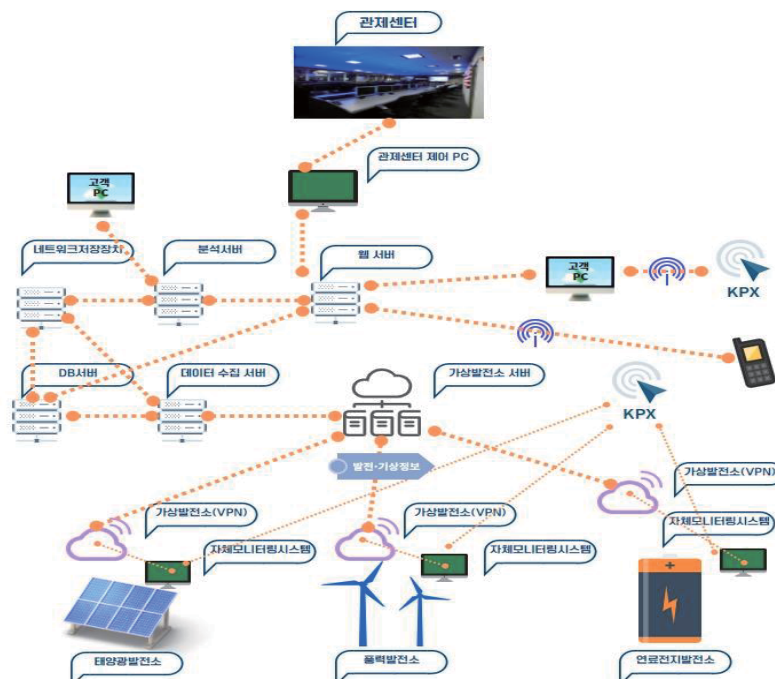 관제센터
관제센터 제어 PC
고객
PC
네트워크저장장치
분석서버
웹 서버
고객
PC
KPX
DB서버
데이터 수집 서버
가상발전소 서버
KPX
발전·기상정보
가상발전소(VPN)
가상발전소(VPN)
가상발전소(VPN)
자체모니터링시스템
자체모니터링시스템
자체모니터링시스템
태양광발전소
풍력발전소
연료전지발전소